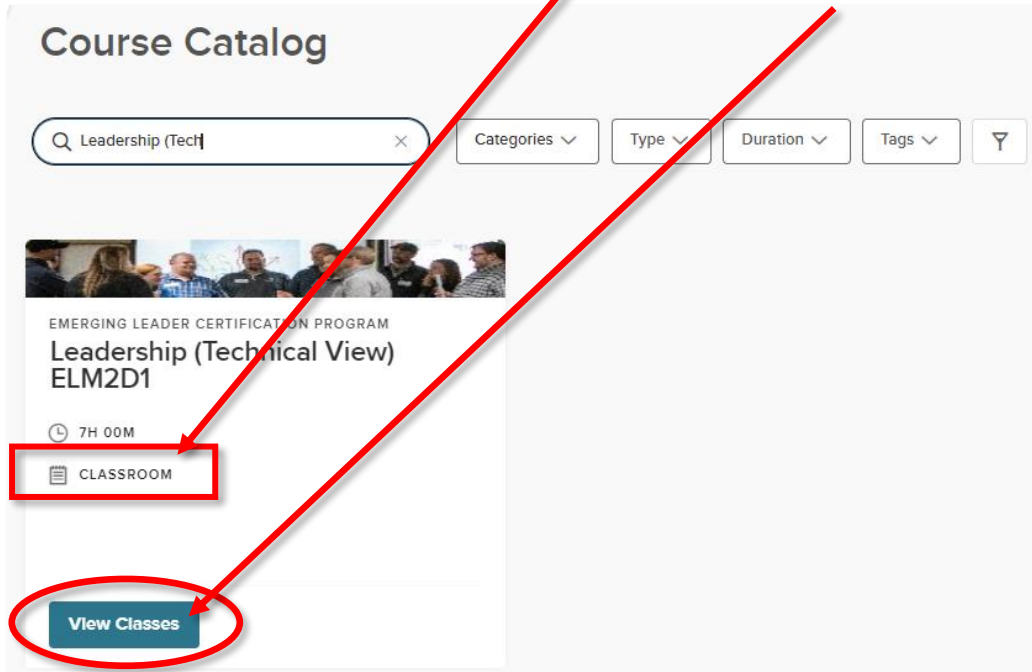 Course Catalog
Leadership (Tech
Categories
Type
Duration
Tags
EMERGING LEADER CERTIFICATION PROGRAM
Leadership (Technical View)
ELM2D1
7H 00M
CLASSROOM
View Classes